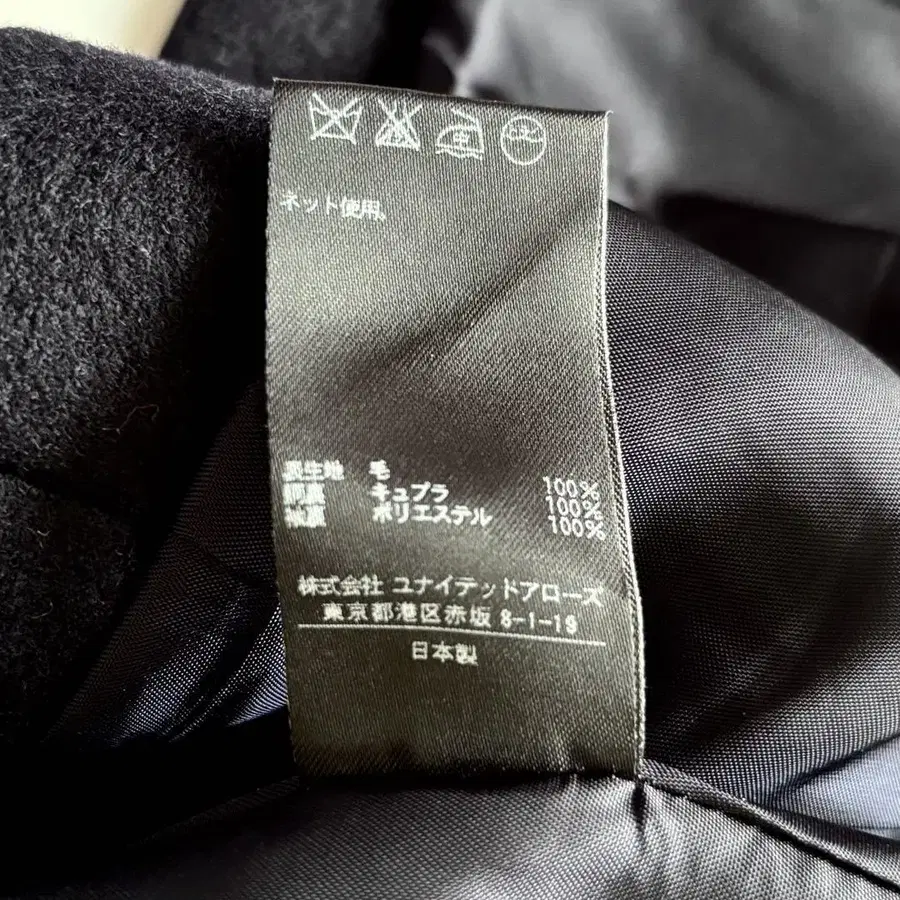 ネット使用。
表生地 毛 100%
胴裏 キュプラ 100%
袖裏 ポリエステル 100%
株式会社 ユナイテッドアローズ
東京都港区赤坂 8-1-19
日本製